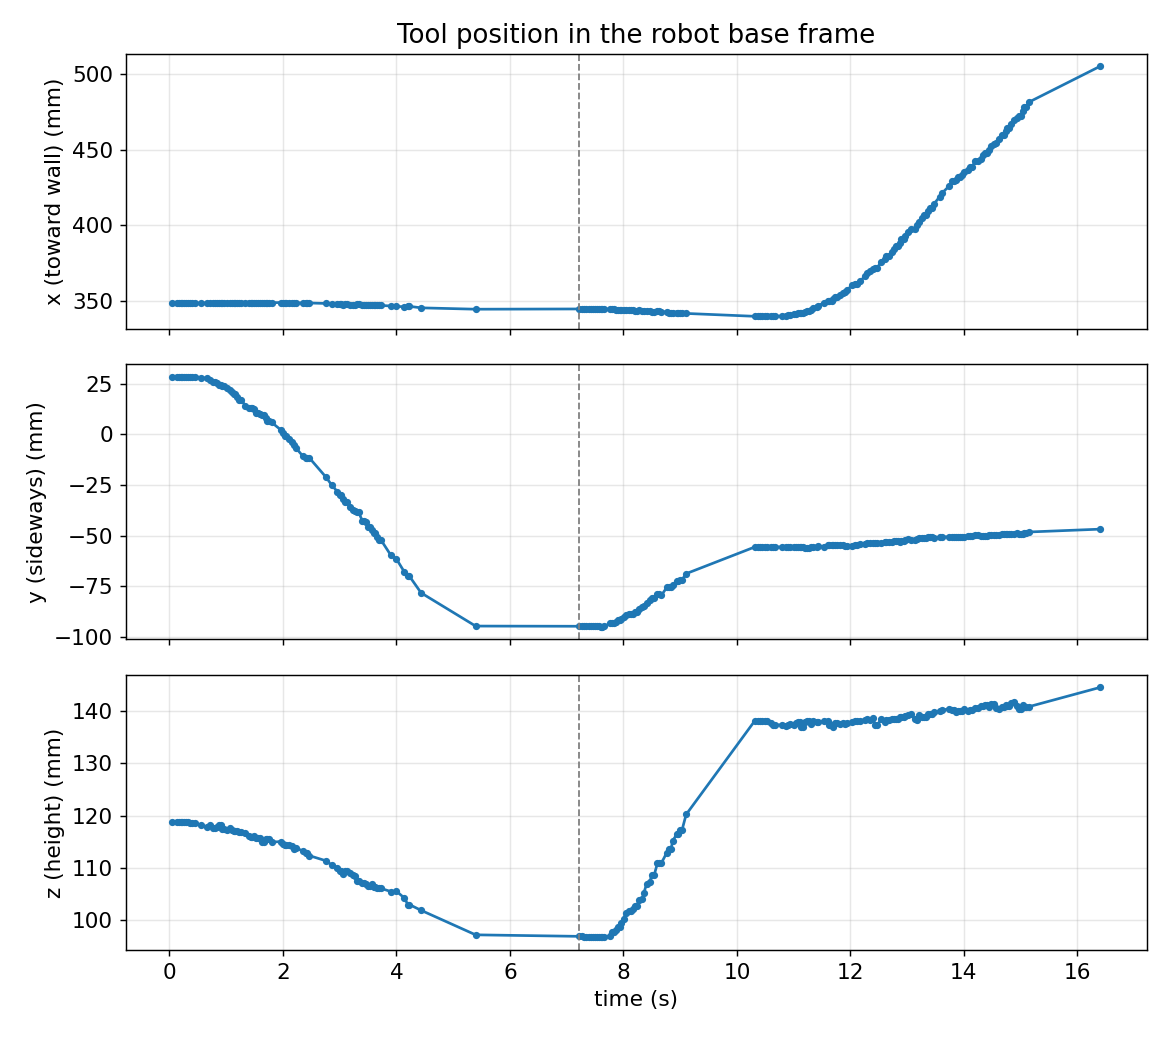 Tool position in the robot base frame
x (toward wall) (mm)
500
450
400
350
y (sideways) (mm)
25
0
−25
−50
−75
−100
z (height) (mm)
140
130
120
110
100
0 2 4 6 8 10 12 14 16
time (s)